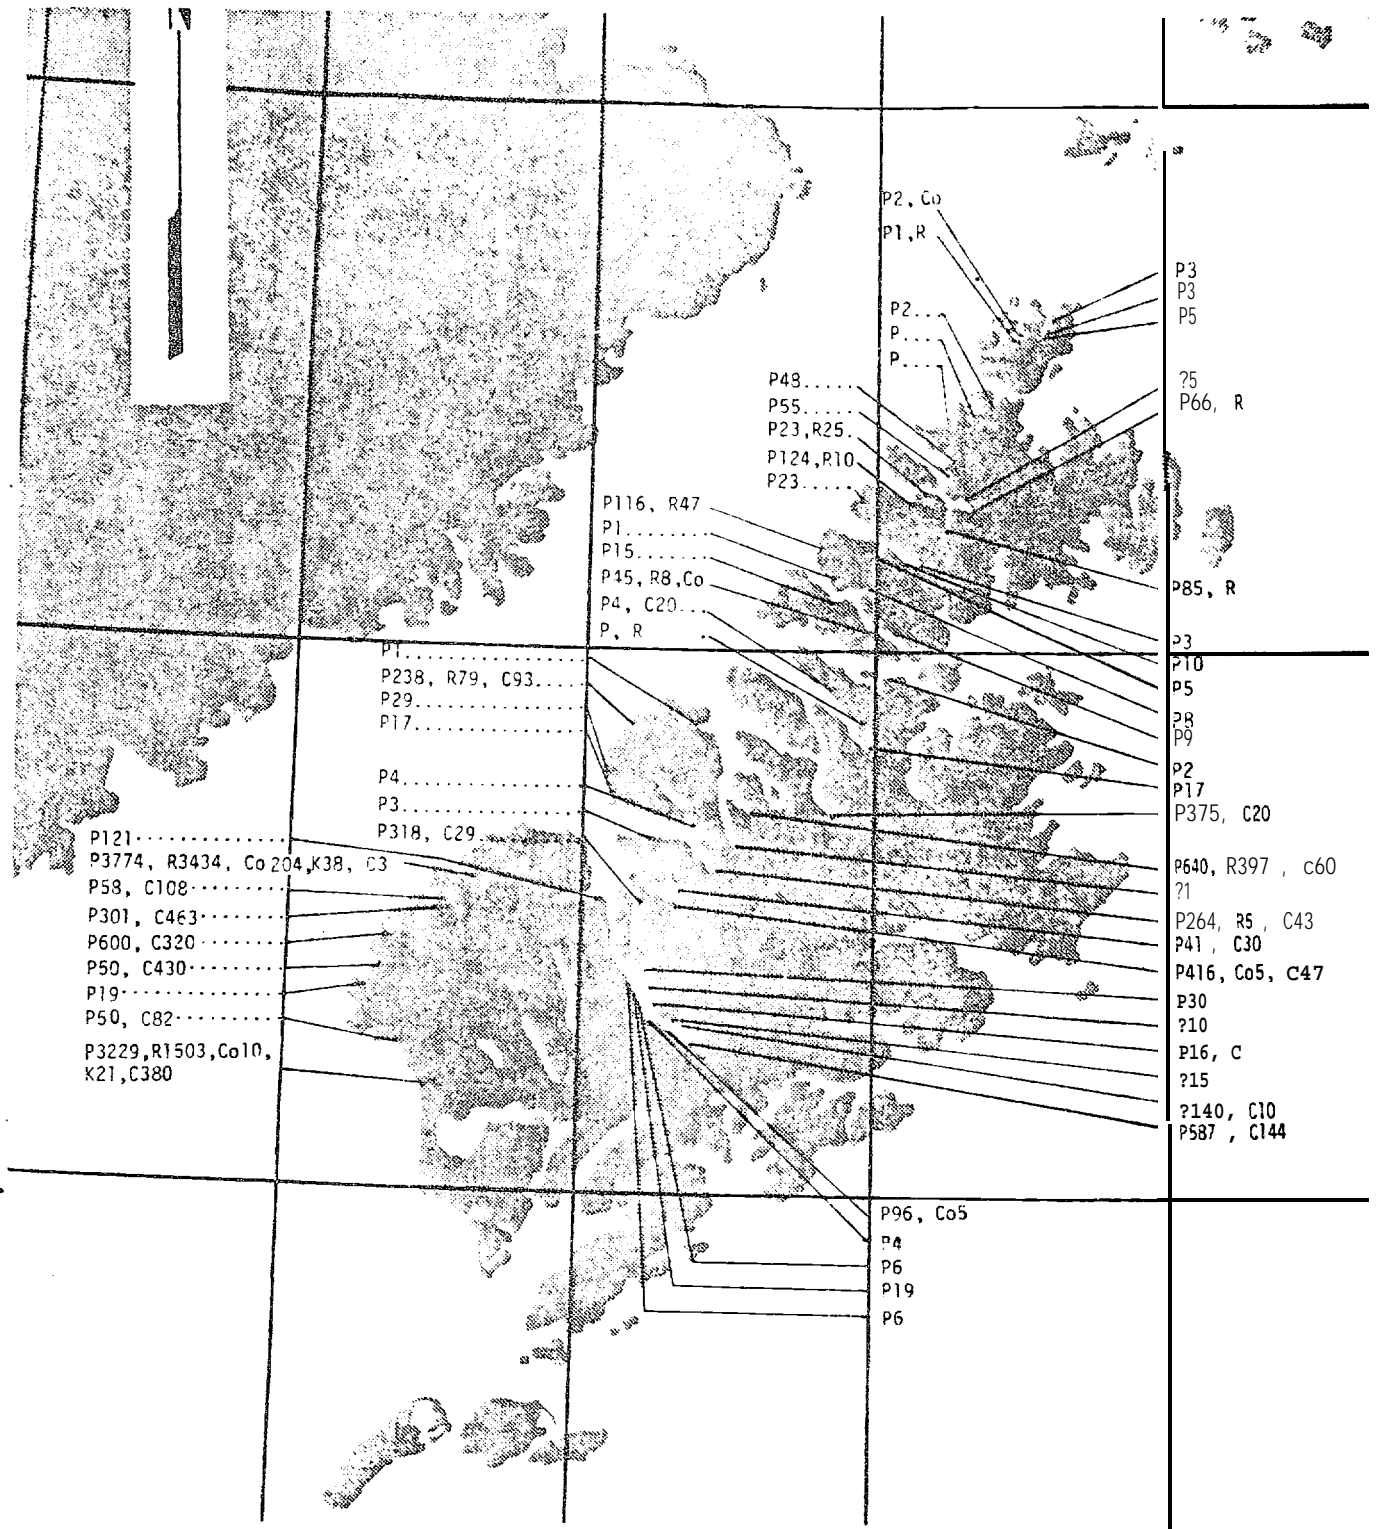 N
P2, Co
P1,R
P3
P3
P5
P2...
P....
P....
?5
P66, R
P48.....
P55.....
P23,R25.
P124,R10
P23.....
P116, R47
P1........
P15.......
P45, R8,Co
P4, C20...
P, R
P85, R
P3
P10
P5
P8
P9
P2
P17
P375, C20
P1................
P238, R79, C93.....
P29...............
P17...............
P4................
P3................
P318, C29.
P640, R397 , c60
?1
P264, R5 , C43
P41 , C30
P416, Co5, C47
P30
?10
P16, C
?15
?140, C10
P587 , C144
P121..............
P3774, R3434, Co 204,K38, C3
P58, C108........
P301, C463........
P600, C320........
P50, C430........
P19..............
P50, C82.........
P3229,R1503,Co10,
K21,C380
P96, Co5
P4
P6
P19
P6